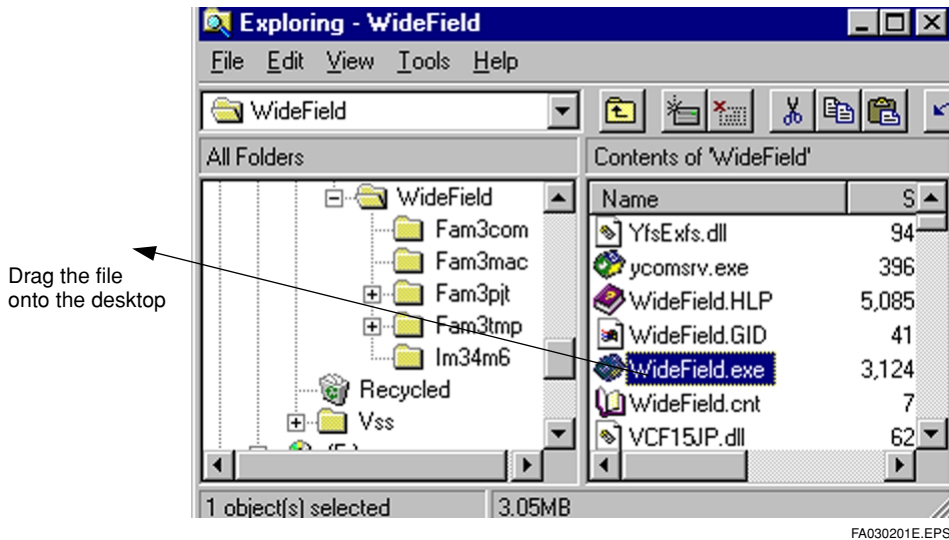 Exploring - WideField
File Edit View Tools Help
WideField
All Folders
Contents of 'WideField'
WideField
Fam3com
Fam3mac
Fam3pjt
Fam3tmp
Im34m6
Recycled
Vss
Name S
YfsExfs.dll 94
ycomsrv.exe 396
WideField.HLP 5,085
WideField.GID 41
WideField.exe 3,124
WideField.cnt 7
VCF15JP.dll 62
Drag the file
onto the desktop
1 object(s) selected
3.05MB
FA030201E.EPS